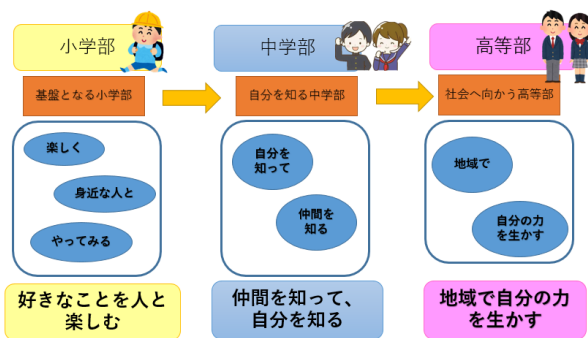 小学部
中学部
高等部
基盤となる小学部
自分を知る中学部
社会へ向かう高等部
楽しく
身近な人と
やってみる
自分を
知って
仲間を
知る
地域で
自分の力
を生かす
好きなことを人と
楽しむ
仲間を知って、
自分を知る
地域で自分の力
を生かす